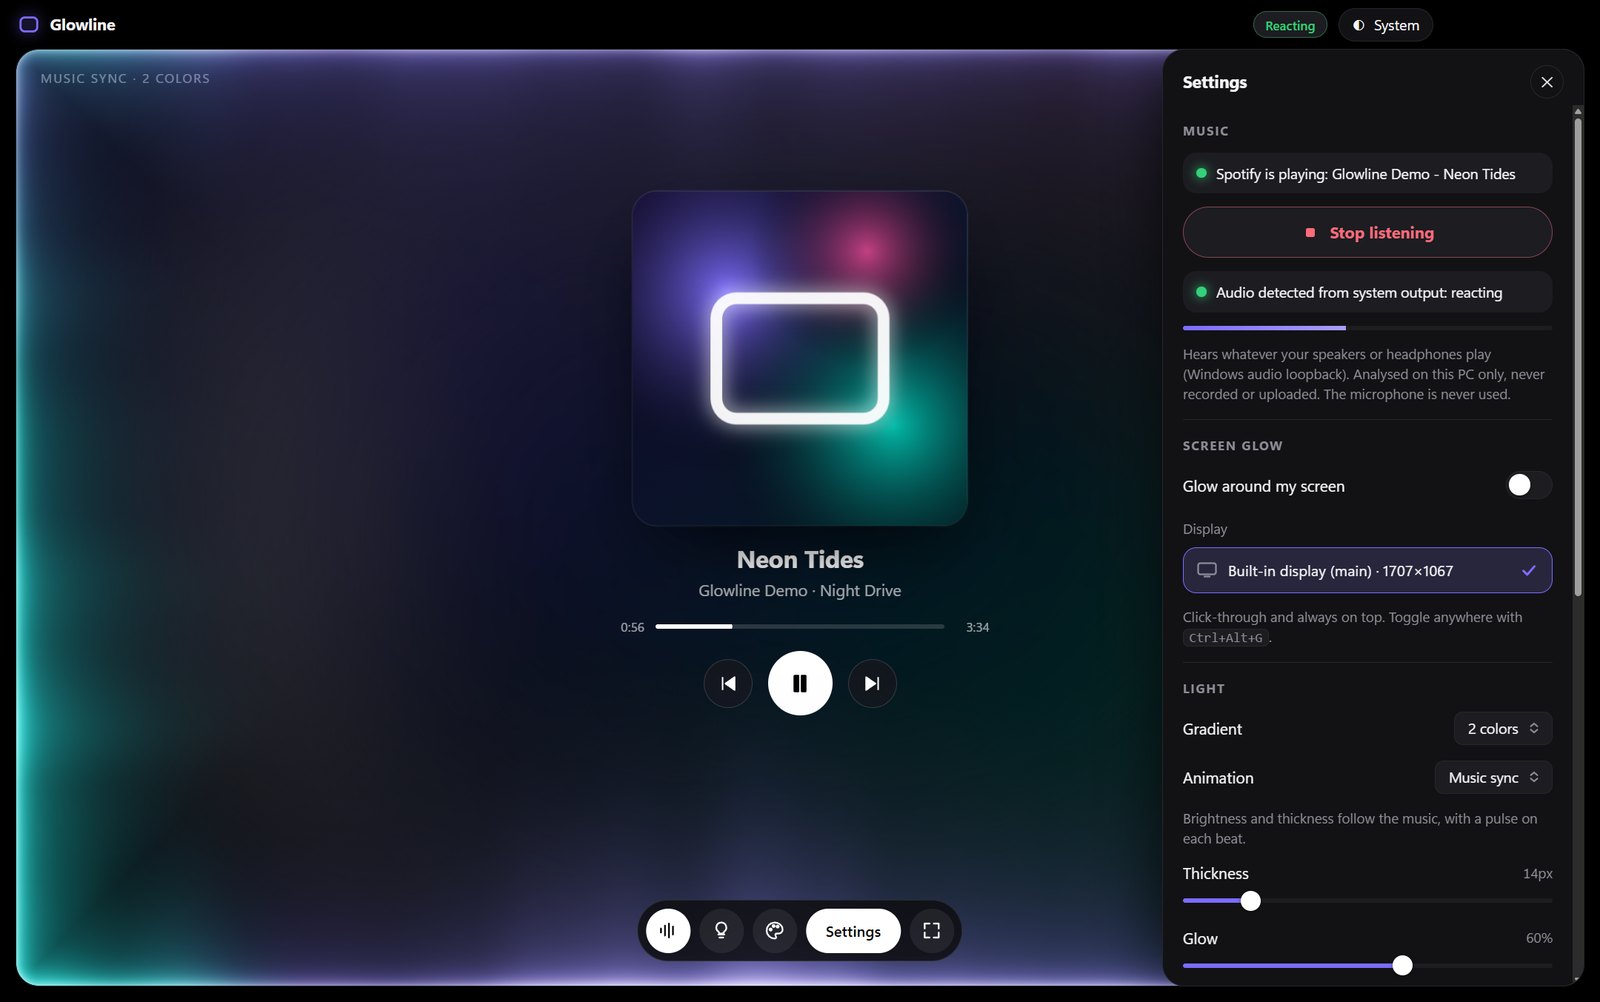 Glowline
Reacting
System
MUSIC SYNC · 2 COLORS
Neon Tides
Glowline Demo · Night Drive
0:56
3:34
Settings
Settings
MUSIC
Spotify is playing: Glowline Demo - Neon Tides
Stop listening
Audio detected from system output: reacting
Hears whatever your speakers or headphones play
(Windows audio loopback). Analysed on this PC only, never
recorded or uploaded. The microphone is never used.
SCREEN GLOW
Glow around my screen
Display
Built-in display (main) · 1707×1067
Click-through and always on top. Toggle anywhere with
Ctrl+Alt+G.
LIGHT
Gradient
2 colors
Animation
Music sync
Brightness and thickness follow the music, with a pulse on
each beat.
Thickness
14px
Glow
60%